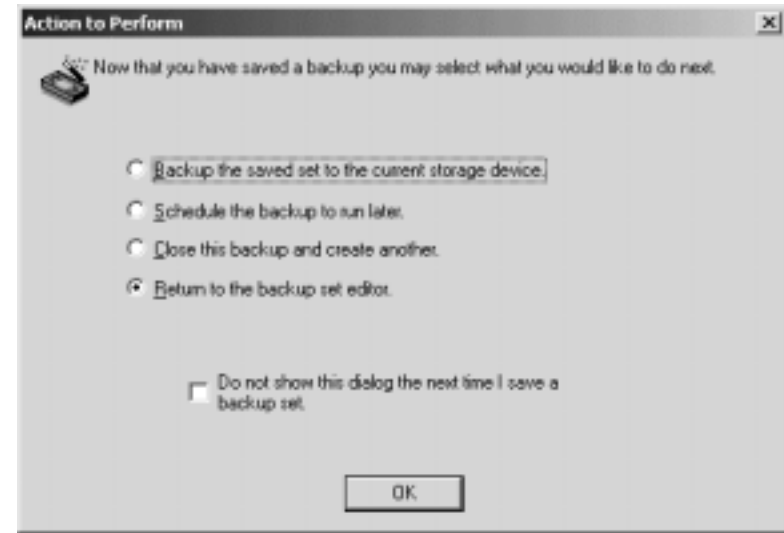 Action to Perform
Now that you have saved a backup you may select what you would like to do next.
Backup the saved set to the current storage device.
Schedule the backup to run later.
Close this backup and create another.
Return to the backup set editor.
Do not show this dialog the next time I save a
backup set.
OK